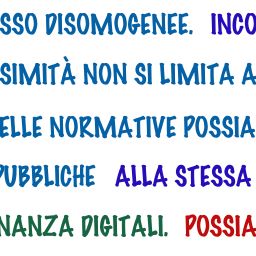 SSO DISOMOGENEE. INCO
SIMITÀ NON SI LIMITA A
ELLE NORMATIVE POSSIA
PUBBLICHE ALLA STESSA
NANZA DIGITALI. POSSIA